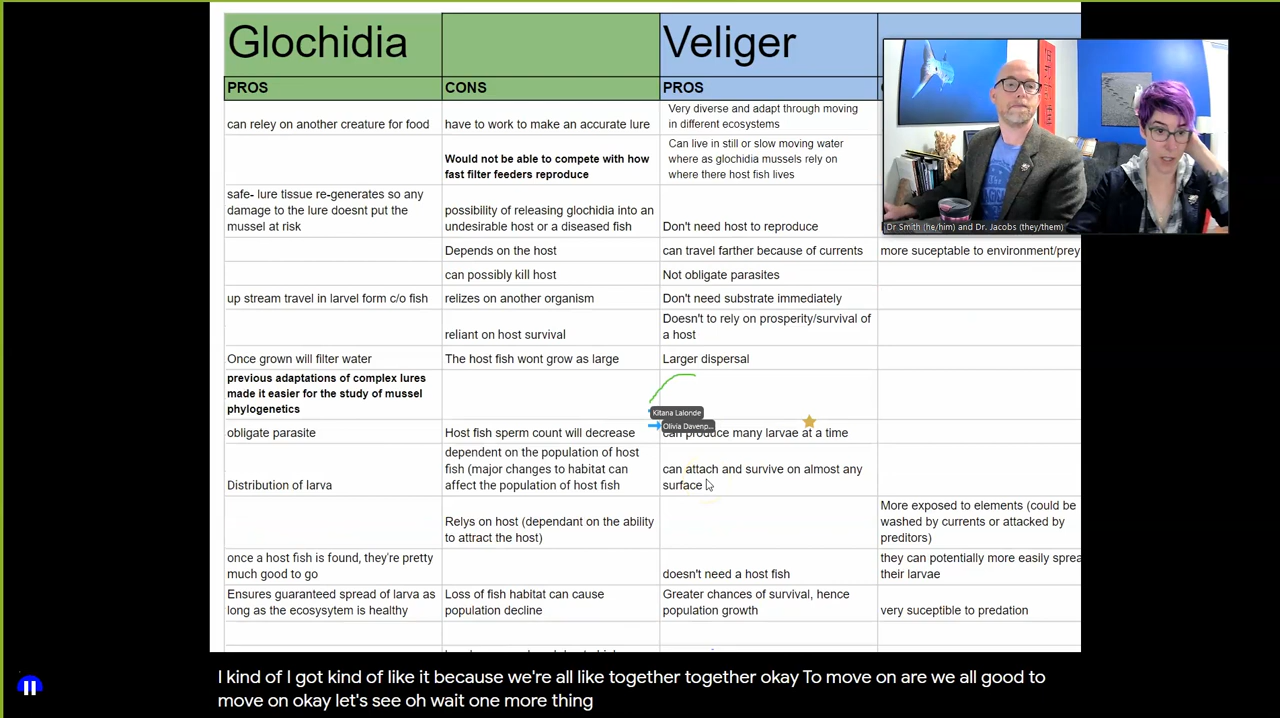 Glochidia
Veliger
PROS
CONS
PROS
can reley on another creature for food
have to work to make an accurate lure
Very diverse and adapt through moving
in different ecosystems
Would not be able to compete with how
fast filter feeders reproduce
Can live in still or slow moving water
where as glochidia mussels rely on
where there host fish lives
safe- lure tissue re-generates so any
damage to the lure doesnt put the
mussel at risk
possibility of releasing glochidia into an
undesirable host or a diseased fish
Don't need host to reproduce
Dr Smith (he/him) and Dr. Jacobs (they/them)
Depends on the host
can travel farther because of currents
more suceptable to environment/prey
can possibly kill host
Not obligate parasites
up stream travel in larvel form c/o fish
relizes on another organism
Don't need substrate immediately
reliant on host survival
Doesn't to rely on prosperity/survival of
a host
Once grown will filter water
The host fish wont grow as large
Larger dispersal
previous adaptations of complex lures
made it easier for the study of mussel
phylogenetics
Kitana Lalonde
Olivia Davenp...
obligate parasite
Host fish sperm count will decrease
can produce many larvae at a time
Distribution of larva
dependent on the population of host
fish (major changes to habitat can
affect the population of host fish
can attach and survive on almost any
surface
Relys on host (dependant on the ability
to attract the host)
More exposed to elements (could be
washed by currents or attacked by
preditors)
once a host fish is found, they're pretty
much good to go
doesn't need a host fish
they can potentially more easily sprea
their larvae
Ensures guaranteed spread of larva as
long as the ecosysytem is healthy
Loss of fish habitat can cause
population decline
Greater chances of survival, hence
population growth
very suceptible to predation
I kind of I got kind of like it because we're all like together together okay To move on are we all good to
move on okay let's see oh wait one more thing